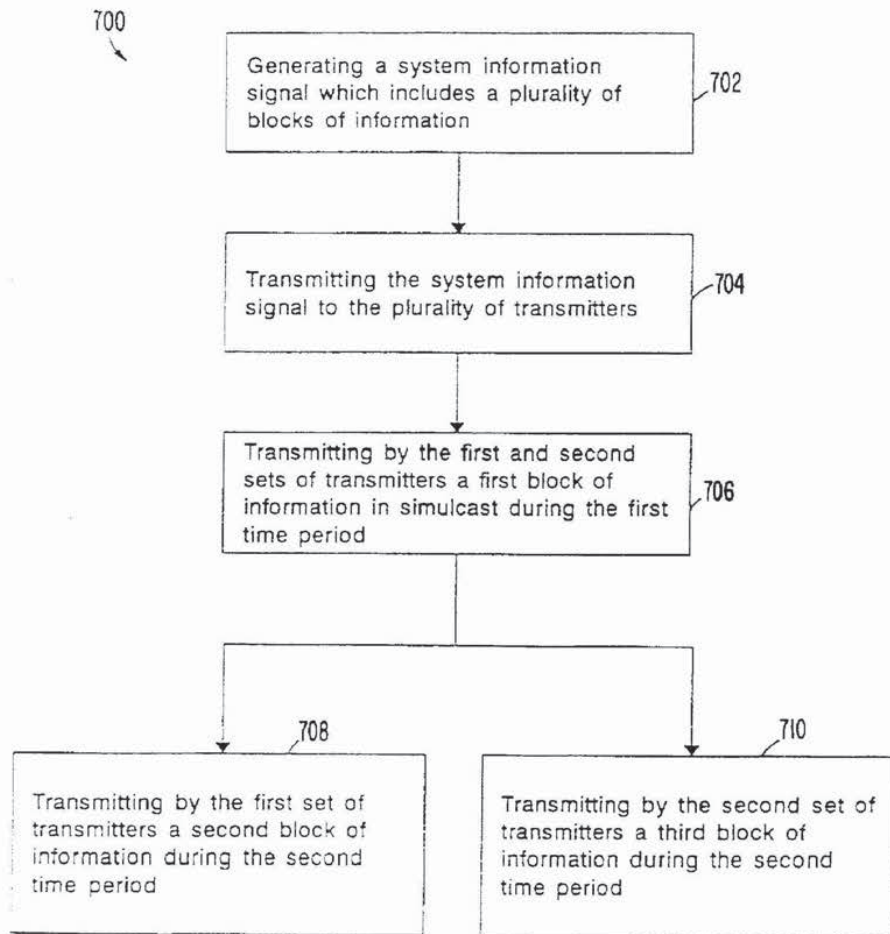 700
Generating a system information
signal which includes a plurality of
blocks of information
702
Transmitting the system information
signal to the plurality of transmitters
704
Transmitting by the first and second
sets of transmitters a first block of
information in simulcast during the first
time period
706
708
Transmitting by the first set of
transmitters a second block of
information during the second
time period
710
Transmitting by the second set of
transmitters a third block of
information during the second
time period